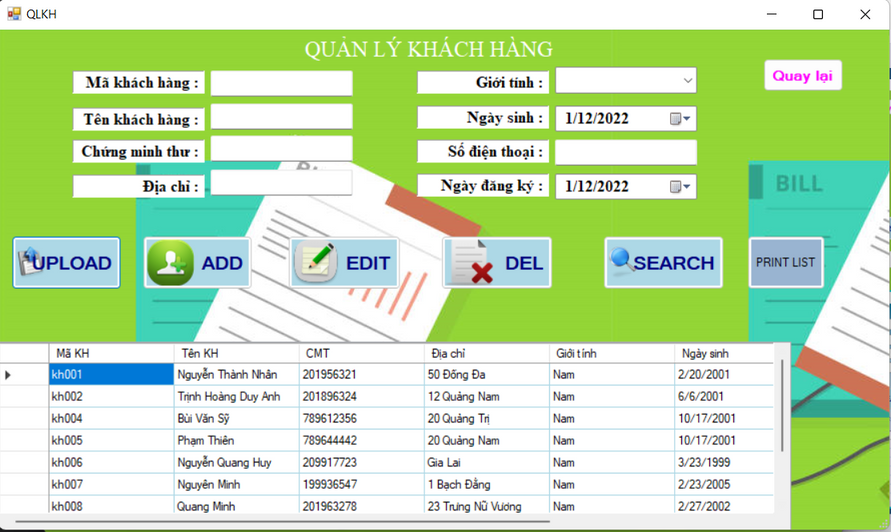 QLKH
QUẢN LÝ KHÁCH HÀNG
Mã khách hàng :
Giới tính :
Quay lại
Tên khách hàng :
Ngày sinh :
1/12/2022
Chứng minh thư :
Số điện thoại :
Địa chỉ :
Ngày đăng ký :
1/12/2022
BILL
UPLOAD
ADD
EDIT
DEL
SEARCH
PRINT LIST
Mã KH Tên KH CMT Địa chỉ Giới tính Ngày sinh
kh001 Nguyễn Thành Nhân 201956321 50 Đống Đa Nam 2/20/2001
kh002 Trịnh Hoàng Duy Anh 201896324 12 Quảng Nam Nam 6/6/2001
kh004 Bùi Văn Sỹ 789612356 20 Quảng Trị Nam 10/17/2001
kh005 Phạm Thiên 789644442 20 Quảng Nam Nam 10/17/2001
kh006 Nguyễn Quang Huy 209917723 Gia Lai Nam 3/23/1999
kh007 Nguyên Minh 199936547 1 Bạch Đằng Nam 2/23/2005
kh008 Quang Minh 201963278 23 Trưng Nữ Vương Nam 2/27/2002